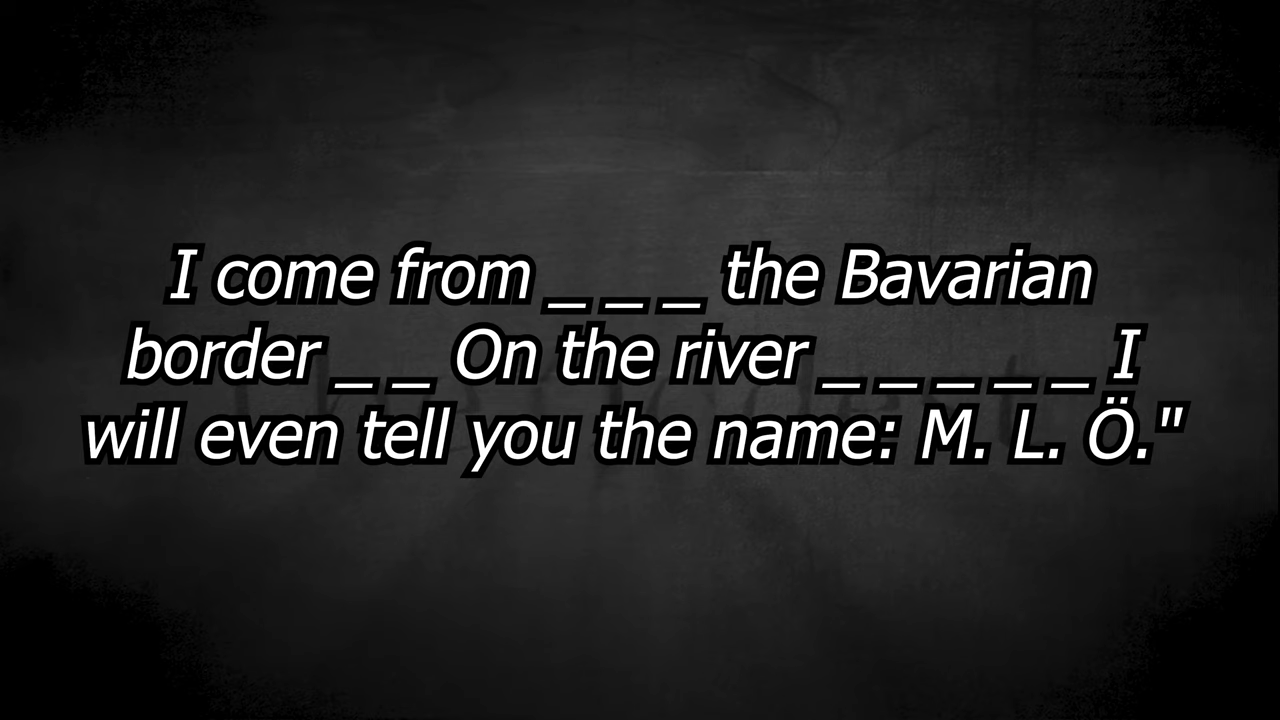 I come from _ _ _ the Bavarian
border _ _ On the river _ _ _ _ _ I
will even tell you the name: M. L. Ö."